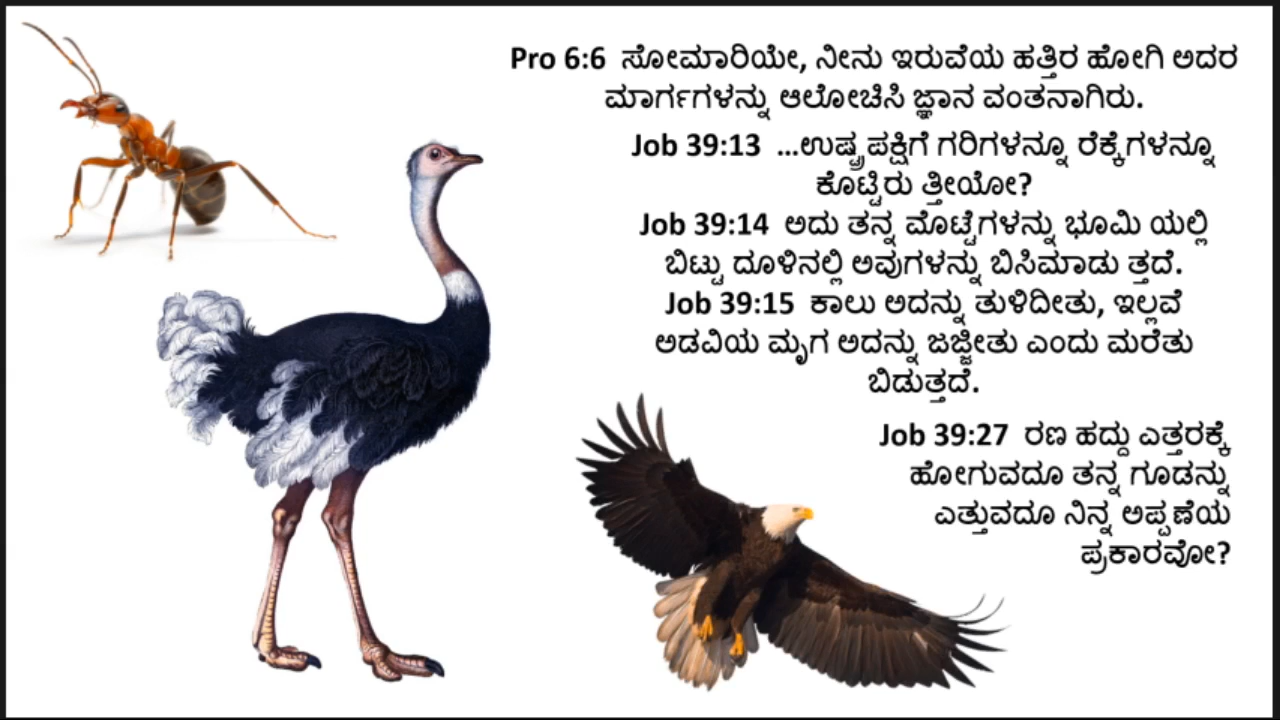 Pro 6:6 ಸೋಮಾರಿಯೇ, ನೀನು ಇರುವೆಯ ಹತ್ತಿರ ಹೋಗಿ ಅದರ
ಮಾರ್ಗಗಳನ್ನು ಆಲೋಚಿಸಿ ಜ್ಞಾನ ವಂತನಾಗಿರು.
Job 39:13 ...ಉಷ್ಟ್ರಪಕ್ಷಿಗೆ ಗರಿಗಳನ್ನೂ ರೆಕ್ಕೆಗಳನ್ನೂ
ಕೊಟ್ಟಿರು ತ್ತೀಯೋ?
Job 39:14 ಅದು ತನ್ನ ಮೊಟ್ಟೆಗಳನ್ನು ಭೂಮಿ ಯಲ್ಲಿ
ಬಿಟ್ಟು ದೂಳಿನಲ್ಲಿ ಅವುಗಳನ್ನು ಬಿಸಿಮಾಡು ತ್ತದೆ.
Job 39:15 ಕಾಲು ಅದನ್ನು ತುಳಿದೀತು, ಇಲ್ಲವೆ
ಅಡವಿಯ ಮೃಗ ಅದನ್ನು ಜಜ್ಜೀತು ಎಂದು ಮರೆತು
ಬಿಡುತ್ತದೆ.
Job 39:27 ರಣ ಹದ್ದು ಎತ್ತರಕ್ಕೆ
ಹೋಗುವದೂ ತನ್ನ ಗೂಡನ್ನು
ಎತ್ತುವದೂ ನಿನ್ನ ಅಪ್ಪಣೆಯ
ಪ್ರಕಾರವೋ?